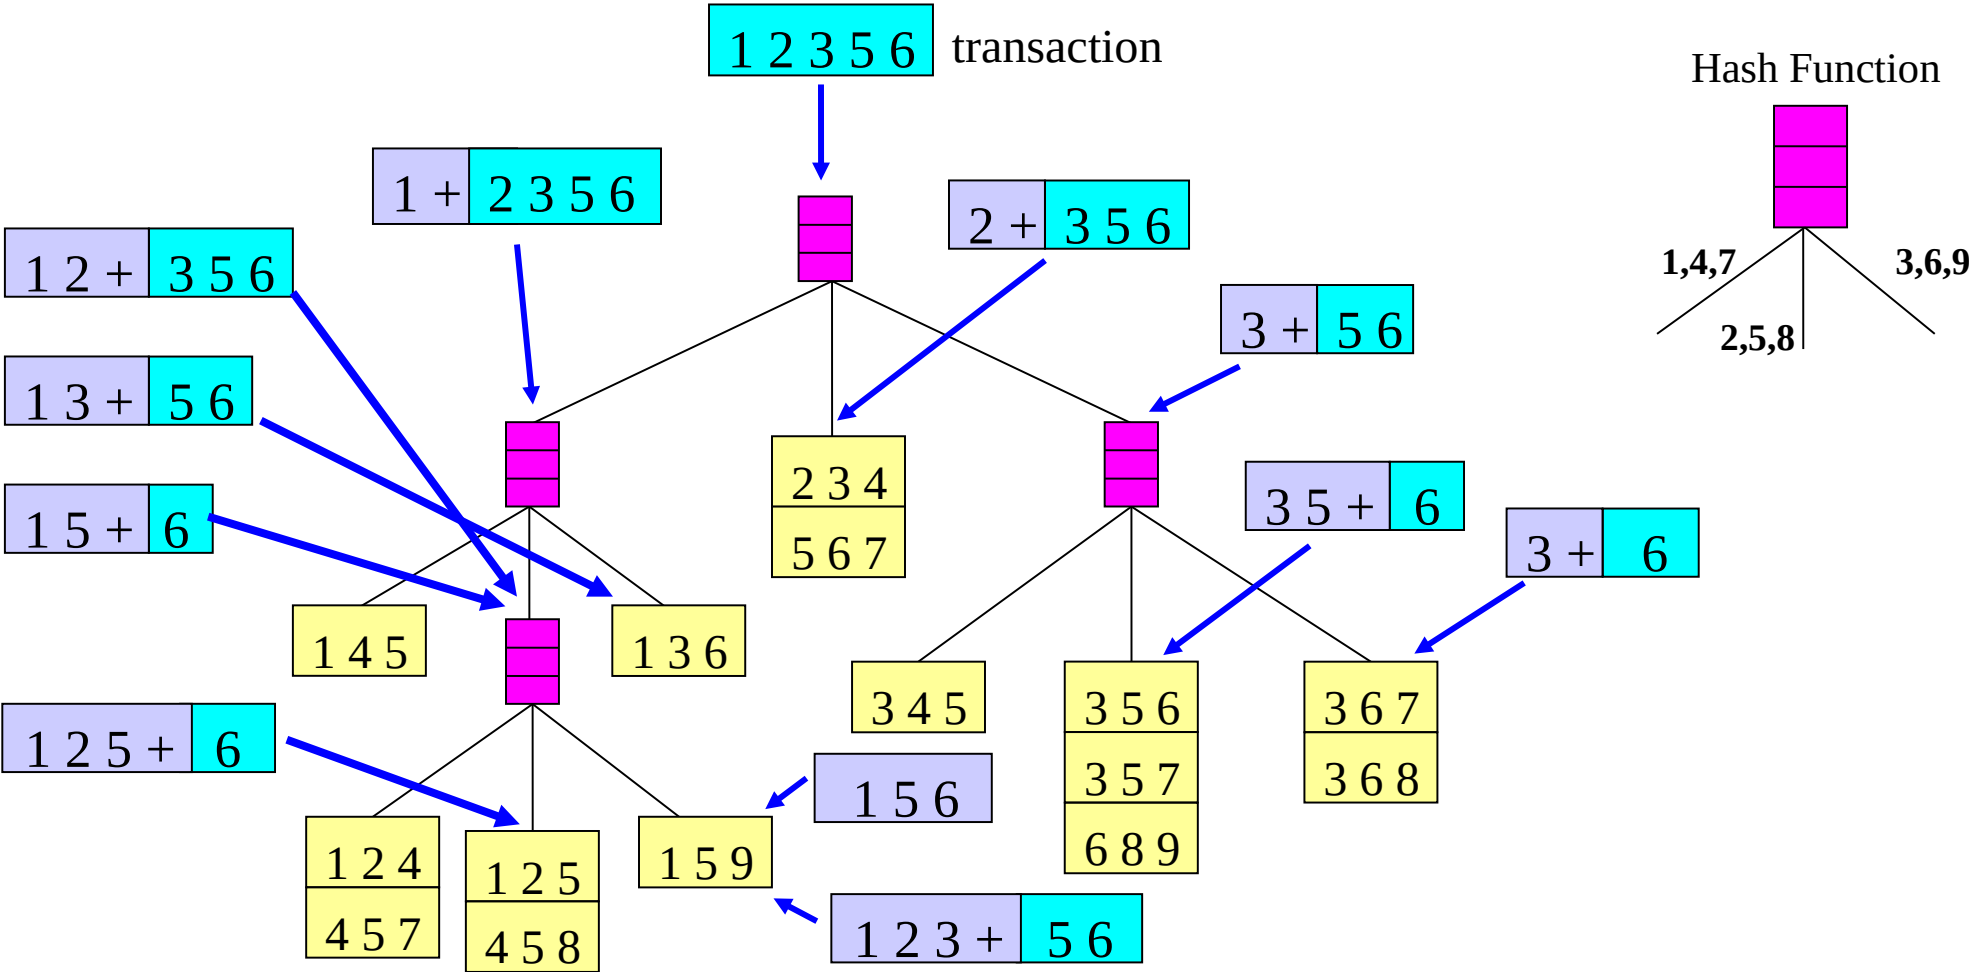 1 2 3 5 6 transaction
Hash Function
1 + 2 3 5 6
2 + 3 5 6
1 2 + 3 5 6
1,4,7
3,6,9
2,5,8
3 + 5 6
1 3 + 5 6
2 3 4
5 6 7
1 5 + 6
3 5 + 6
3 + 6
1 4 5
1 3 6
3 4 5
3 5 6
3 5 7
6 8 9
3 6 7
3 6 8
1 2 5 + 6
1 5 6
1 2 4
4 5 7
1 2 5
4 5 8
1 5 9
1 2 3 + 5 6